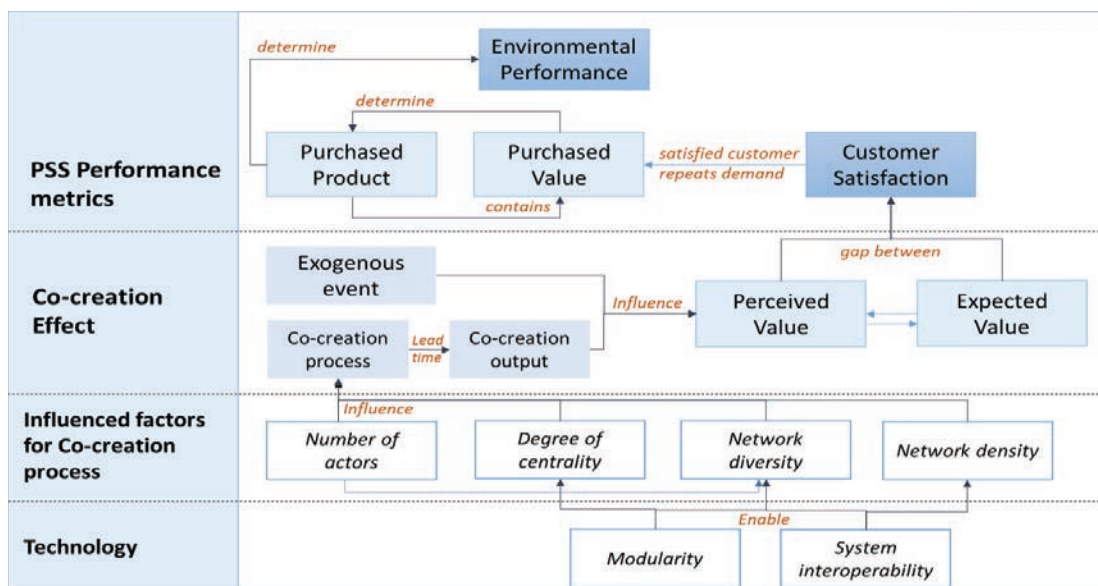 determine
Environmental
Performance
determine
PSS Performance
metrics
Purchased
Product
Purchased
Value
satisfied customer
repeats demand
Customer
Satisfaction
contains
Co-creation
Effect
Exogenous
event
gap between
Influence
Perceived
Value
Expected
Value
Co-creation
process
Lead
time
Co-creation
output
Influenced factors
for Co-creation
process
Influence
Number of
actors
Degree of
centrality
Network
diversity
Network density
Technology
Enable
Modularity
System
interoperability